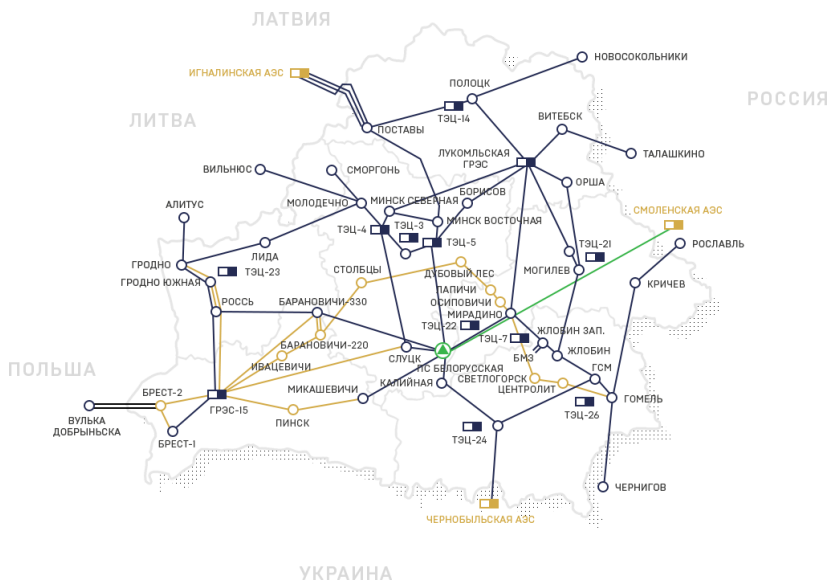 ЛАТВИЯ
НОВОСОКОЛЬНИКИ
ИГНАЛИНСКАЯ АЭС
ПОЛОЦК
РОССИЯ
ТЭЦ-14
ВИТЕБСК
ЛИТВА
ПОСТАВЫ
ЛУКОМЛЬСКАЯ
ГРЭС
ТАЛАШКИНО
ВИЛЬНЮС
СМОРГОНЬ
ОРША
БОРИСОВ
АЛИТУС
МОЛОДЕЧНО
МИНСК СЕВЕРНАЯ
СМОЛЕНСКАЯ АЭС
МИНСК ВОСТОЧНАЯ
ТЭЦ-3
ТЭЦ-4
ТЭЦ-5
ТЭЦ-21
РОСЛАВЛЬ
ЛИДА
ГРОДНО
ТЭЦ-23
СТОЛБЦЫ
ДУБОВЫЙ ЛЕС
МОГИЛЕВ
ГРОДНО ЮЖНАЯ
КРИЧЕВ
ЛАПИЧИ
РОССЬ
БАРАНОВИЧИ-330
ОСИПОВИЧИ
МИРАДИНО
ТЭЦ-22
ЖЛОБИН ЗАП.
ТЭЦ-7
БАРАНОВИЧИ-220
ЖЛОБИН
БМЗ
СЛУЦК
ПОЛЬША
ИВАЦЕВИЧИ
ПС БЕЛОРУССКАЯ
ГСМ
КАЛИЙНАЯ
СВЕТЛОГОРСК
БРЕСТ-2
МИКАШЕВИЧИ
ЦЕНТРОЛИТ
ГОМЕЛЬ
ГРЭС-15
ТЭЦ-26
ВУЛЬКА
ДОБРЫНЬСКА
ПИНСК
БРЕСТ-1
ТЭЦ-24
ЧЕРНИГОВ
ЧЕРНОБЫЛЬСКАЯ АЭС
УКРАИНА